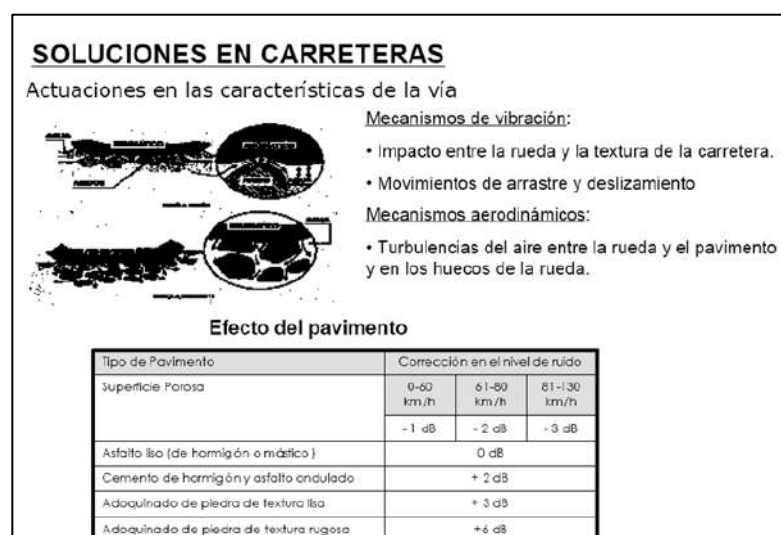 SOLUCIONES EN CARRETERAS
Actuaciones en las características de la vía
Mecanismos de vibración:
• Impacto entre la rueda y la textura de la carretera.
• Movimientos de arrastre y deslizamiento
Mecanismos aerodinámicos:
• Turbulencias del aire entre la rueda y el pavimento
y en los huecos de la rueda.
Efecto del pavimento
Tipo de Pavimento Corrección en el nivel de ruido
Superficie Porosa 0-60 km/h 61-80 km/h 81-130 km/h
- 1 dB - 2 dB - 3 dB
Asfalto liso (de hormigón o mástico) 0 dB
Cemento de hormigón y asfalto ondulado + 2 dB
Adoquinado de piedra de textura lisa + 3 dB
Adoquinado de piedra de textura rugosa +6 dB